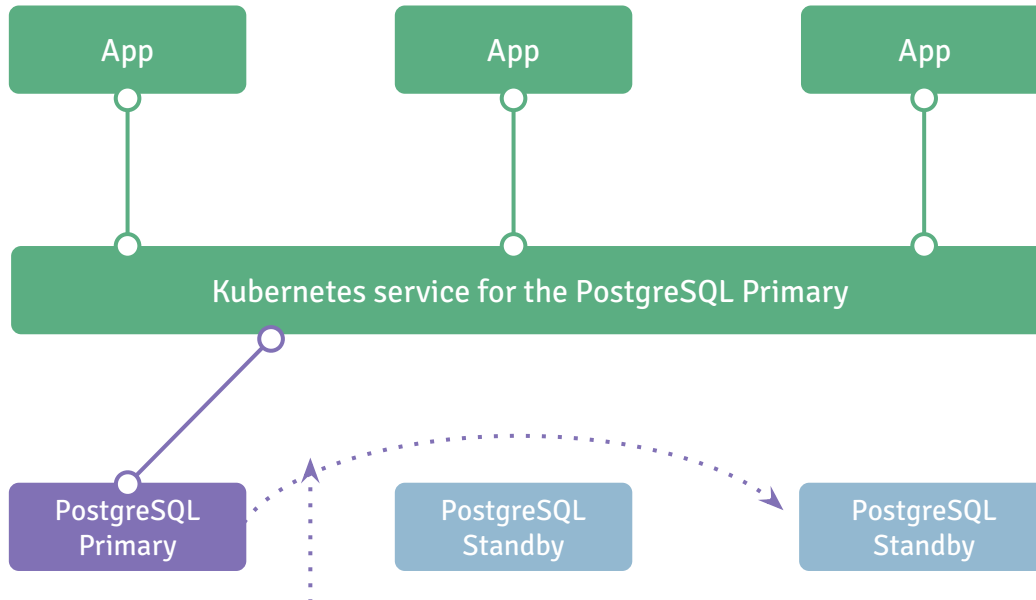 App
App
App
Kubernetes service for the PostgreSQL Primary
PostgreSQL
Primary
PostgreSQL
Standby
PostgreSQL
Standby